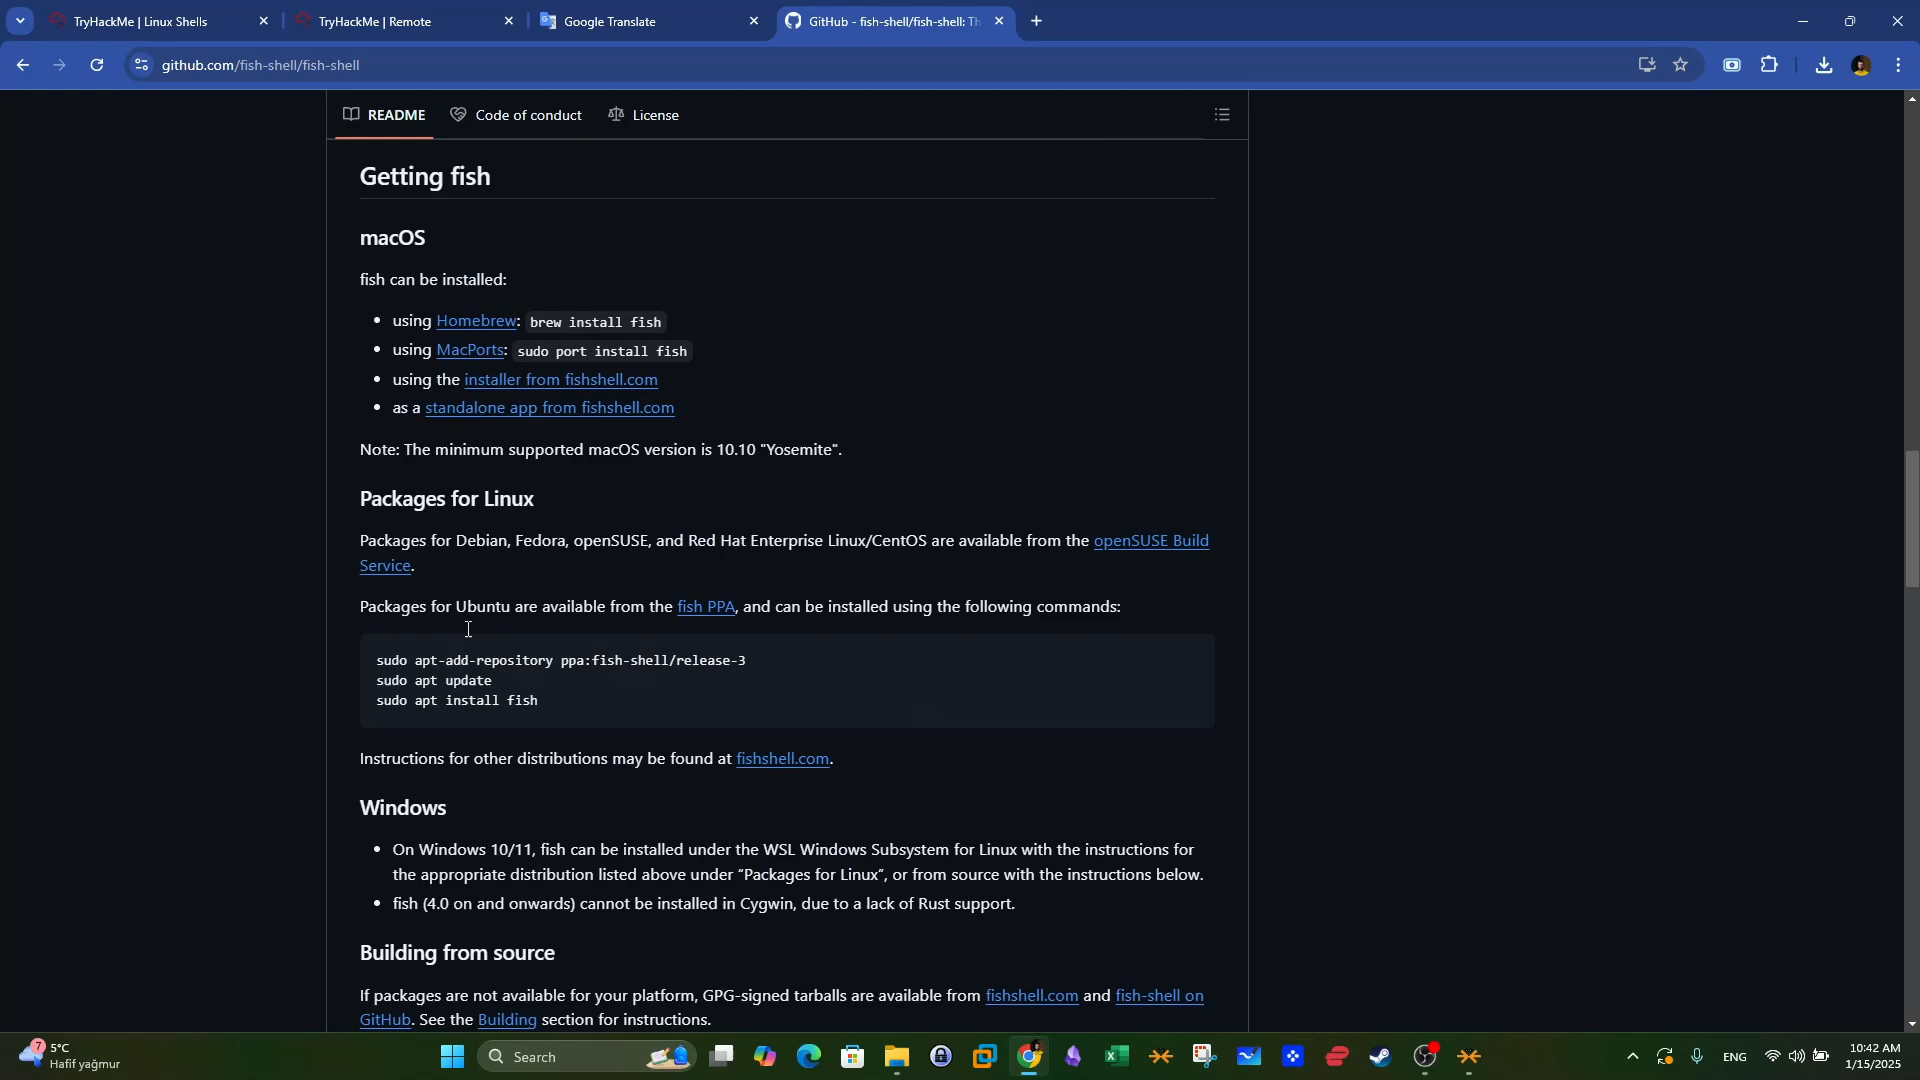 TryHackMe | Linux Shells
TryHackMe | Remote
Google Translate
GitHub - fish-shell/fish-shell: Th
github.com/fish-shell/fish-shell
README
Code of conduct
License
Getting fish
macOS
fish can be installed:
using Homebrew: brew install fish
using MacPorts: sudo port install fish
using the installer from fishshell.com
as a standalone app from fishshell.com
Note: The minimum supported macOS version is 10.10 "Yosemite".
Packages for Linux
Packages for Debian, Fedora, openSUSE, and Red Hat Enterprise Linux/CentOS are available from the openSUSE Build
Service.
Packages for Ubuntu are available from the fish PPA, and can be installed using the following commands:
sudo apt-add-repository ppa:fish-shell/release-3
sudo apt update
sudo apt install fish
Instructions for other distributions may be found at fishshell.com.
Windows
On Windows 10/11, fish can be installed under the WSL Windows Subsystem for Linux with the instructions for
the appropriate distribution listed above under “Packages for Linux”, or from source with the instructions below.
fish (4.0 on and onwards) cannot be installed in Cygwin, due to a lack of Rust support.
Building from source
If packages are not available for your platform, GPG-signed tarballs are available from fishshell.com and fish-shell on
GitHub. See the Building section for instructions.
7
5°C
Hafif yağmur
Search
ENG
10:42 AM
1/15/2025